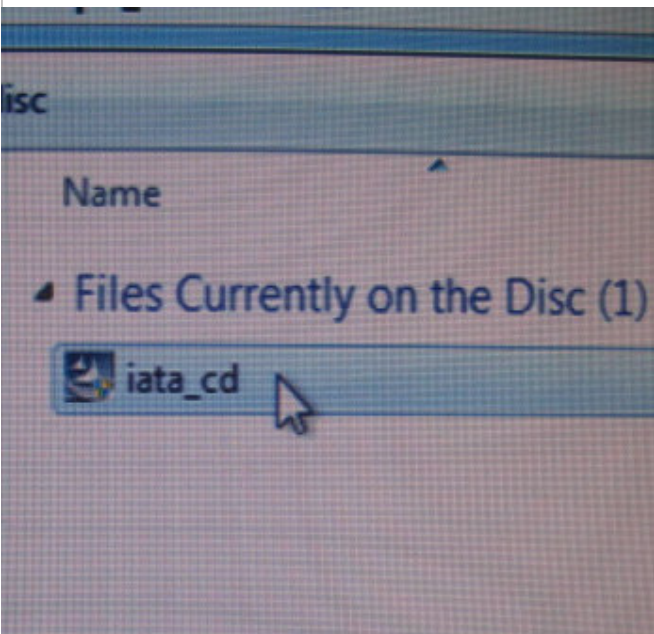 isc
Name
Files Currently on the Disc (1)
iata_cd